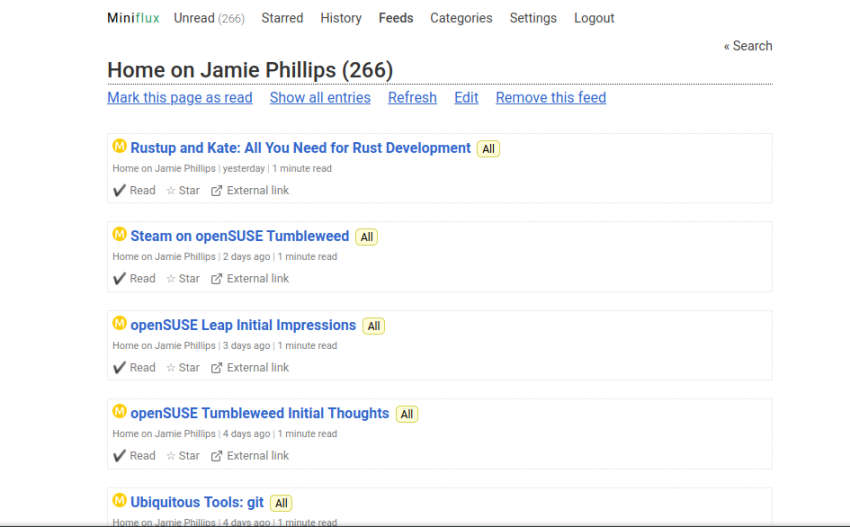 Miniflux Unread (266) Starred History Feeds Categories Settings Logout
« Search
Home on Jamie Phillips (266)
Mark this page as read Show all entries Refresh Edit Remove this feed
M Rustup and Kate: All You Need for Rust Development All
Home on Jamie Phillips | yesterday | 1 minute read
✔ Read ☆ Star External link
M Steam on openSUSE Tumbleweed All
Home on Jamie Phillips | 2 days ago | 1 minute read
✔ Read ☆ Star External link
M openSUSE Leap Initial Impressions All
Home on Jamie Phillips | 3 days ago | 1 minute read
✔ Read ☆ Star External link
M openSUSE Tumbleweed Initial Thoughts All
Home on Jamie Phillips | 4 days ago | 1 minute read
✔ Read ☆ Star External link
M Ubiquitous Tools: git All
Home on Jamie Phillips | 4 days ago | 1 minute read